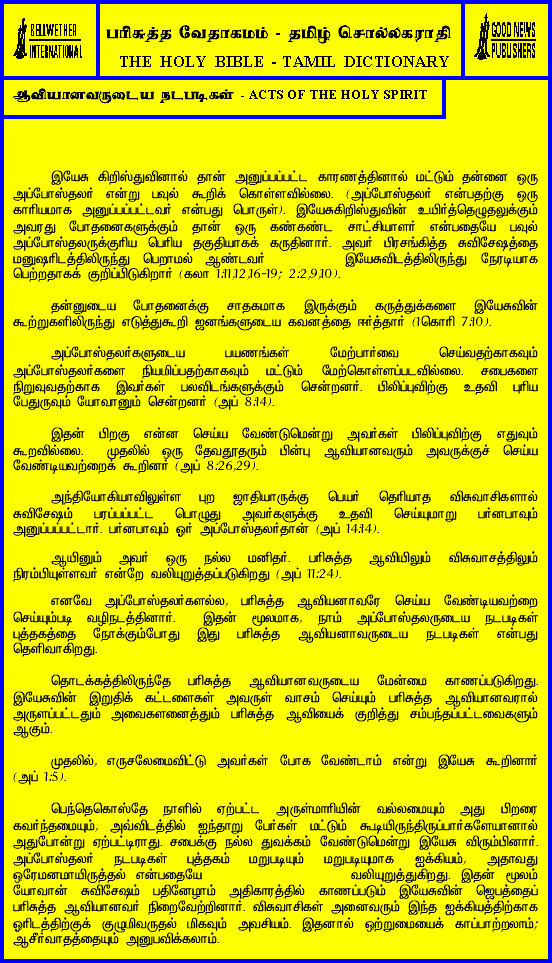 BELLWETHER
INTERNATIONAL
பரிசுத்த வேதாகமம் - தமிழ் சொல்லகராதி
THE HOLY BIBLE - TAMIL DICTIONARY
GOOD NEWS
PUBLISHERS
ஆவியானவருடைய நடபடிகள் - ACTS OF THE HOLY SPIRIT
இயேசு கிறிஸ்துவினால் தான் அனுப்பப்பட்ட காரணத்தினால் மட்டும் தன்னை ஒரு
அப்போஸ்தலர் என்று பவுல் கூறிக் கொள்ளவில்லை. (அப்போஸ்தலர் என்பதற்கு ஒரு
காரியமாக அனுப்பப்பட்டவர் என்பது பொருள்). இயேசுகிறிஸ்துவின் உயிர்த்தெழுதலுக்கும்
அவரது போதனைகளுக்கும் தான் ஒரு கண்கண்ட சாட்சியாளர் என்பதையே பவுல்
அப்போஸ்தலருக்குரிய பெரிய தகுதியாகக் கருதினார். அவர் பிரசங்கித்த சுவிசேஷத்தை
மனுஷரிடத்திலிருந்து பெறாமல் ஆண்டவர் இயேசுவிடத்திலிருந்து நேரடியாக
பெற்றதாகக் குறிப்பிடுகிறார் (கலா 1:11,12,16-19; 2:2,9,10).
தன்னுடைய போதனைக்கு சாதகமாக இருக்கும் கருத்துக்களை இயேசுவின்
கூற்றுகளிலிருந்து எடுத்துகூறி ஜனங்களுடைய கவனத்தை ஈர்த்தார் (1கொரி 7:10).
அப்போஸ்தலர்களுடைய பயணங்கள் மேற்பார்வை செய்வதற்காகவும்
அப்போஸ்தலர்களை நியமிப்பதற்காகவும் மட்டும் மேற்கொள்ளப்படவில்லை. சபைகளை
நிறுவுவதற்காக இவர்கள் பலவிடங்களுக்கும் சென்றனர். பிலிப்புவிற்கு உதவி புரிய
பேதுருவும் யோவானும் சென்றனர் (அப் 8:14).
இதன் பிறகு என்ன செய்ய வேண்டுமென்று அவர்கள் பிலிப்புவிற்கு எதுவும்
கூறவில்லை. முதலில் ஒரு தேவதூதரும் பின்பு ஆவியானவரும் அவருக்குச் செய்ய
வேண்டியவற்றைக் கூறினர் (அப் 8:26,29).
அந்தியோகியாவிலுள்ள புற ஜாதியாருக்கு பெயர் தெரியாத விசுவாசிகளால்
சுவிசேஷம் பரப்பப்பட்ட பொழுது அவர்களுக்கு உதவி செய்யுமாறு பர்னபாவும்
அனுப்பப்பட்டார். பர்னபாவும் ஓர் அப்போஸ்தலர்தான் (அப் 14:14).
ஆயினும் அவர் ஒரு நல்ல மனிதர். பரிசுத்த ஆவியிலும் விசுவாசத்திலும்
நிரம்பியுள்ளவர் என்றே வலியுறுத்தப்படுகிறது (அப் 11:24).
எனவே அப்போஸ்தலர்களல்ல, பரிசுத்த ஆவியனாவரே செய்ய வேண்டியவற்றை
செய்யும்படி வழிநடத்தினார். இதன் மூலமாக, நாம் அப்போஸ்தலருடைய நடபடிகள்
புத்தகத்தை நோக்கும்போது இது பரிசுத்த ஆவியனாவருடைய நடபடிகள் என்பது
தெளிவாகிறது.
தொடக்கத்திலிருந்தே பரிசுத்த ஆவியானவருடைய மேன்மை காணப்படுகிறது.
இயேசுவின் இறுதிக் கட்டளைகள் அவருள் வாசம் செய்யும் பரிசுத்த ஆவியானவரால்
அருளப்பட்டதும் அவைகளனைத்தும் பரிசுத்த ஆவியைக் குறித்து சம்பந்தப்பட்டவைகளும்
ஆகும்.
முதலில், எருசலேமைவிட்டு அவர்கள் போக வேண்டாம் என்று இயேசு கூறினார்
(அப் 1:5).
பெந்தெகொஸ்தே நாளில் ஏற்பட்ட அருள்மாரியின் வல்லமையும் அது பிறரை
கவர்ந்தமையும், அவ்விடத்தில் ஐந்தாறு பேர்கள் மட்டும் கூடியிருந்திருப்பார்களேயானால்
அதுபோன்று ஏற்பட்டிராது. சபைக்கு நல்ல துவக்கம் வேண்டுமென்று இயேசு விரும்பினார்.
அப்போஸ்தலர் நடபடிகள் புத்தகம் மறுபடியும் மறுபடியுமாக ஐக்கியம், அதாவது
ஒரேமனமாயிருத்தல் என்பதையே வலியுறுத்துகிறது. இதன் மூலம்
யோவான் சுவிசேஷம் பதினேழாம் அதிகாரத்தில் காணப்படும் இயேசுவின் ஜெபத்தைப்
பரிசுத்த ஆவியானவர் நிறைவேற்றினார். விசுவாசிகள் அனைவரும் இந்த ஐக்கியத்திற்காக
ஓரிடத்திற்குக் குழுமிவருதல் மிகவும் அவசியம். இதனால் ஒற்றுமையைக் காப்பாற்றலாம்;
ஆசீர்வாதத்தையும் அனுபவிக்கலாம்.